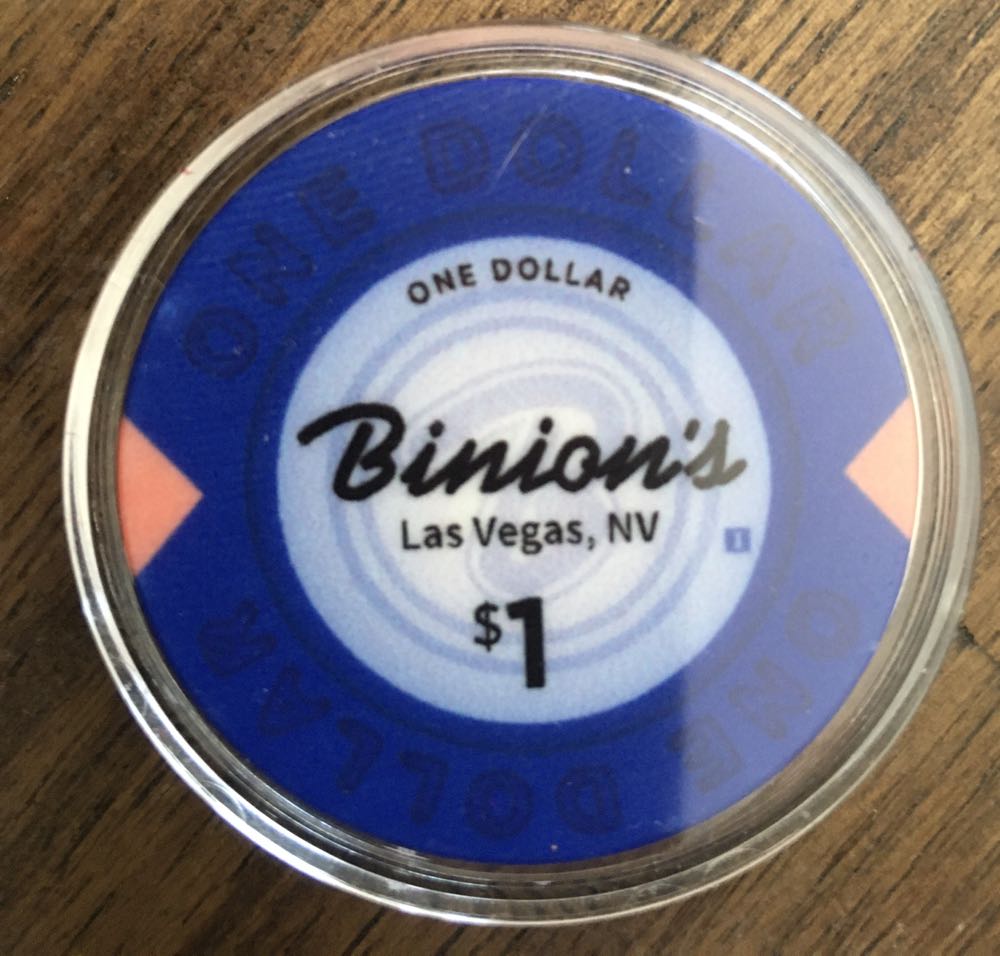 ONE DOLLAR
ONE DOLLAR
Binion's
Las Vegas, NV
$1
ONE DOLLAR